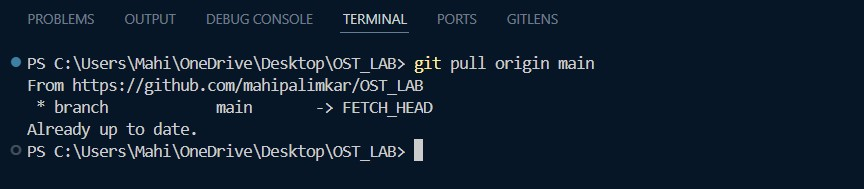 PROBLEMS OUTPUT DEBUG CONSOLE TERMINAL PORTS GITLENS
PS C:\Users\Mahi\OneDrive\Desktop\OST_LAB> git pull origin main
From https://github.com/mahipalimkar/OST_LAB
 * branch            main       -> FETCH_HEAD
Already up to date.
PS C:\Users\Mahi\OneDrive\Desktop\OST_LAB>